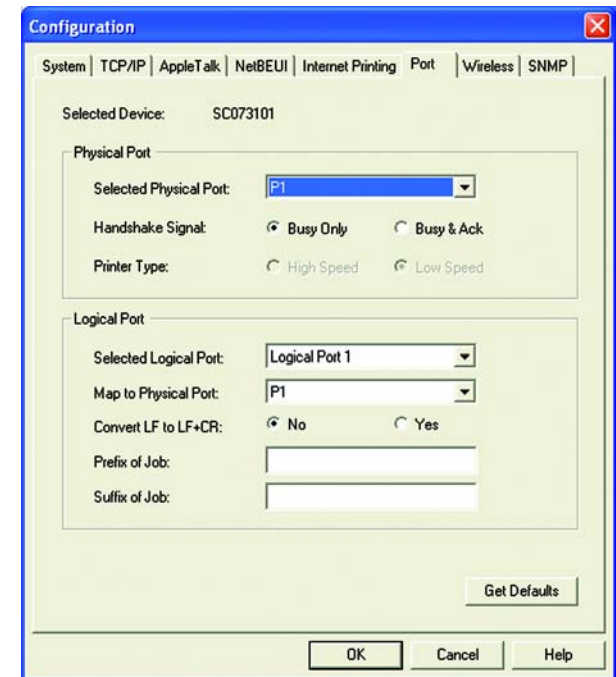 Configuration
System TCP/IP AppleTalk NetBEUI Internet Printing Port Wireless SNMP
Selected Device: SC073101
Physical Port
Selected Physical Port: P1
Handshake Signal: Busy Only Busy & Ack
Printer Type: High Speed Low Speed
Logical Port
Selected Logical Port: Logical Port 1
Map to Physical Port: P1
Convert LF to LF+CR: No Yes
Prefix of Job:
Suffix of Job:
Get Defaults
OK Cancel Help